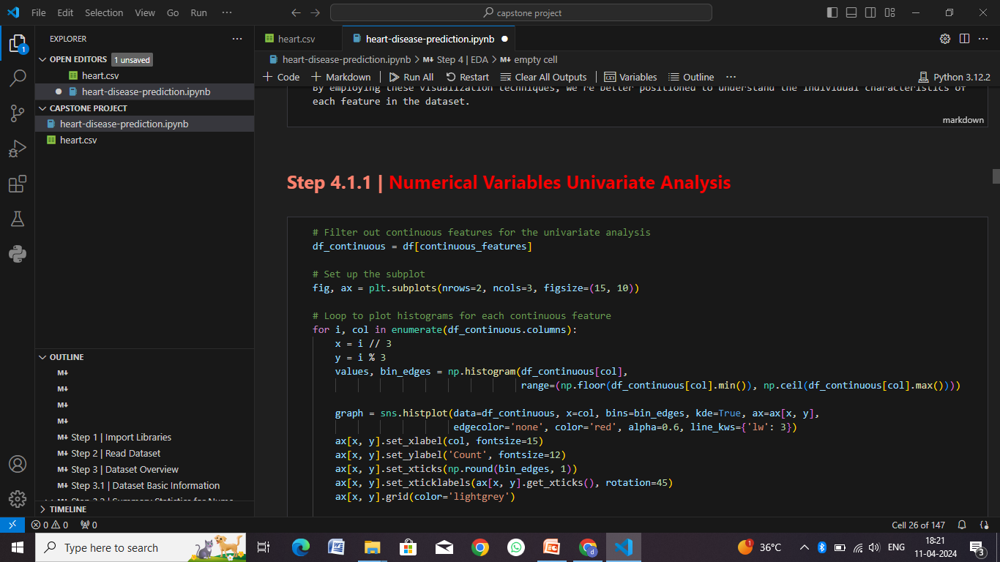 File Edit Selection View Go Run ···
capstone project
EXPLORER ···
OPEN EDITORS 1 unsaved
heart.csv
heart-disease-prediction.ipynb
CAPSTONE PROJECT
heart-disease-prediction.ipynb
heart.csv
OUTLINE
M↓
M↓
M↓
M↓
M↓ Step 1 | Import Libraries
M↓ Step 2 | Read Dataset
M↓ Step 3 | Dataset Overview
M↓ Step 3.1 | Dataset Basic Information
TIMELINE
1
heart.csv
heart-disease-prediction.ipynb
heart-disease-prediction.ipynb > M↓ Step 4 | EDA > M↓ empty cell
+ Code + Markdown | Run All Restart Clear All Outputs | Variables Outline ··· Python 3.12.2
By employing these visualization techniques, we're better positioned to understand the individual characteristics of
each feature in the dataset.
markdown
Step 4.1.1 | Numerical Variables Univariate Analysis
# Filter out continuous features for the univariate analysis
df_continuous = df[continuous_features]
# Set up the subplot
fig, ax = plt.subplots(nrows=2, ncols=3, figsize=(15, 10))
# Loop to plot histograms for each continuous feature
for i, col in enumerate(df_continuous.columns):
x = i // 3
y = i % 3
values, bin_edges = np.histogram(df_continuous[col],
range=(np.floor(df_continuous[col].min()), np.ceil(df_continuous[col].max())))
graph = sns.histplot(data=df_continuous, x=col, bins=bin_edges, kde=True, ax=ax[x, y],
edgecolor='none', color='red', alpha=0.6, line_kws={'lw': 3})
ax[x, y].set_xlabel(col, fontsize=15)
ax[x, y].set_ylabel('Count', fontsize=12)
ax[x, y].set_xticks(np.round(bin_edges, 1))
ax[x, y].set_xticklabels(ax[x, y].get_xticks(), rotation=45)
ax[x, y].grid(color='lightgrey')
0 0 0
Cell 26 of 147
Type here to search
1 36°C ENG
18:21
11-04-2024
3